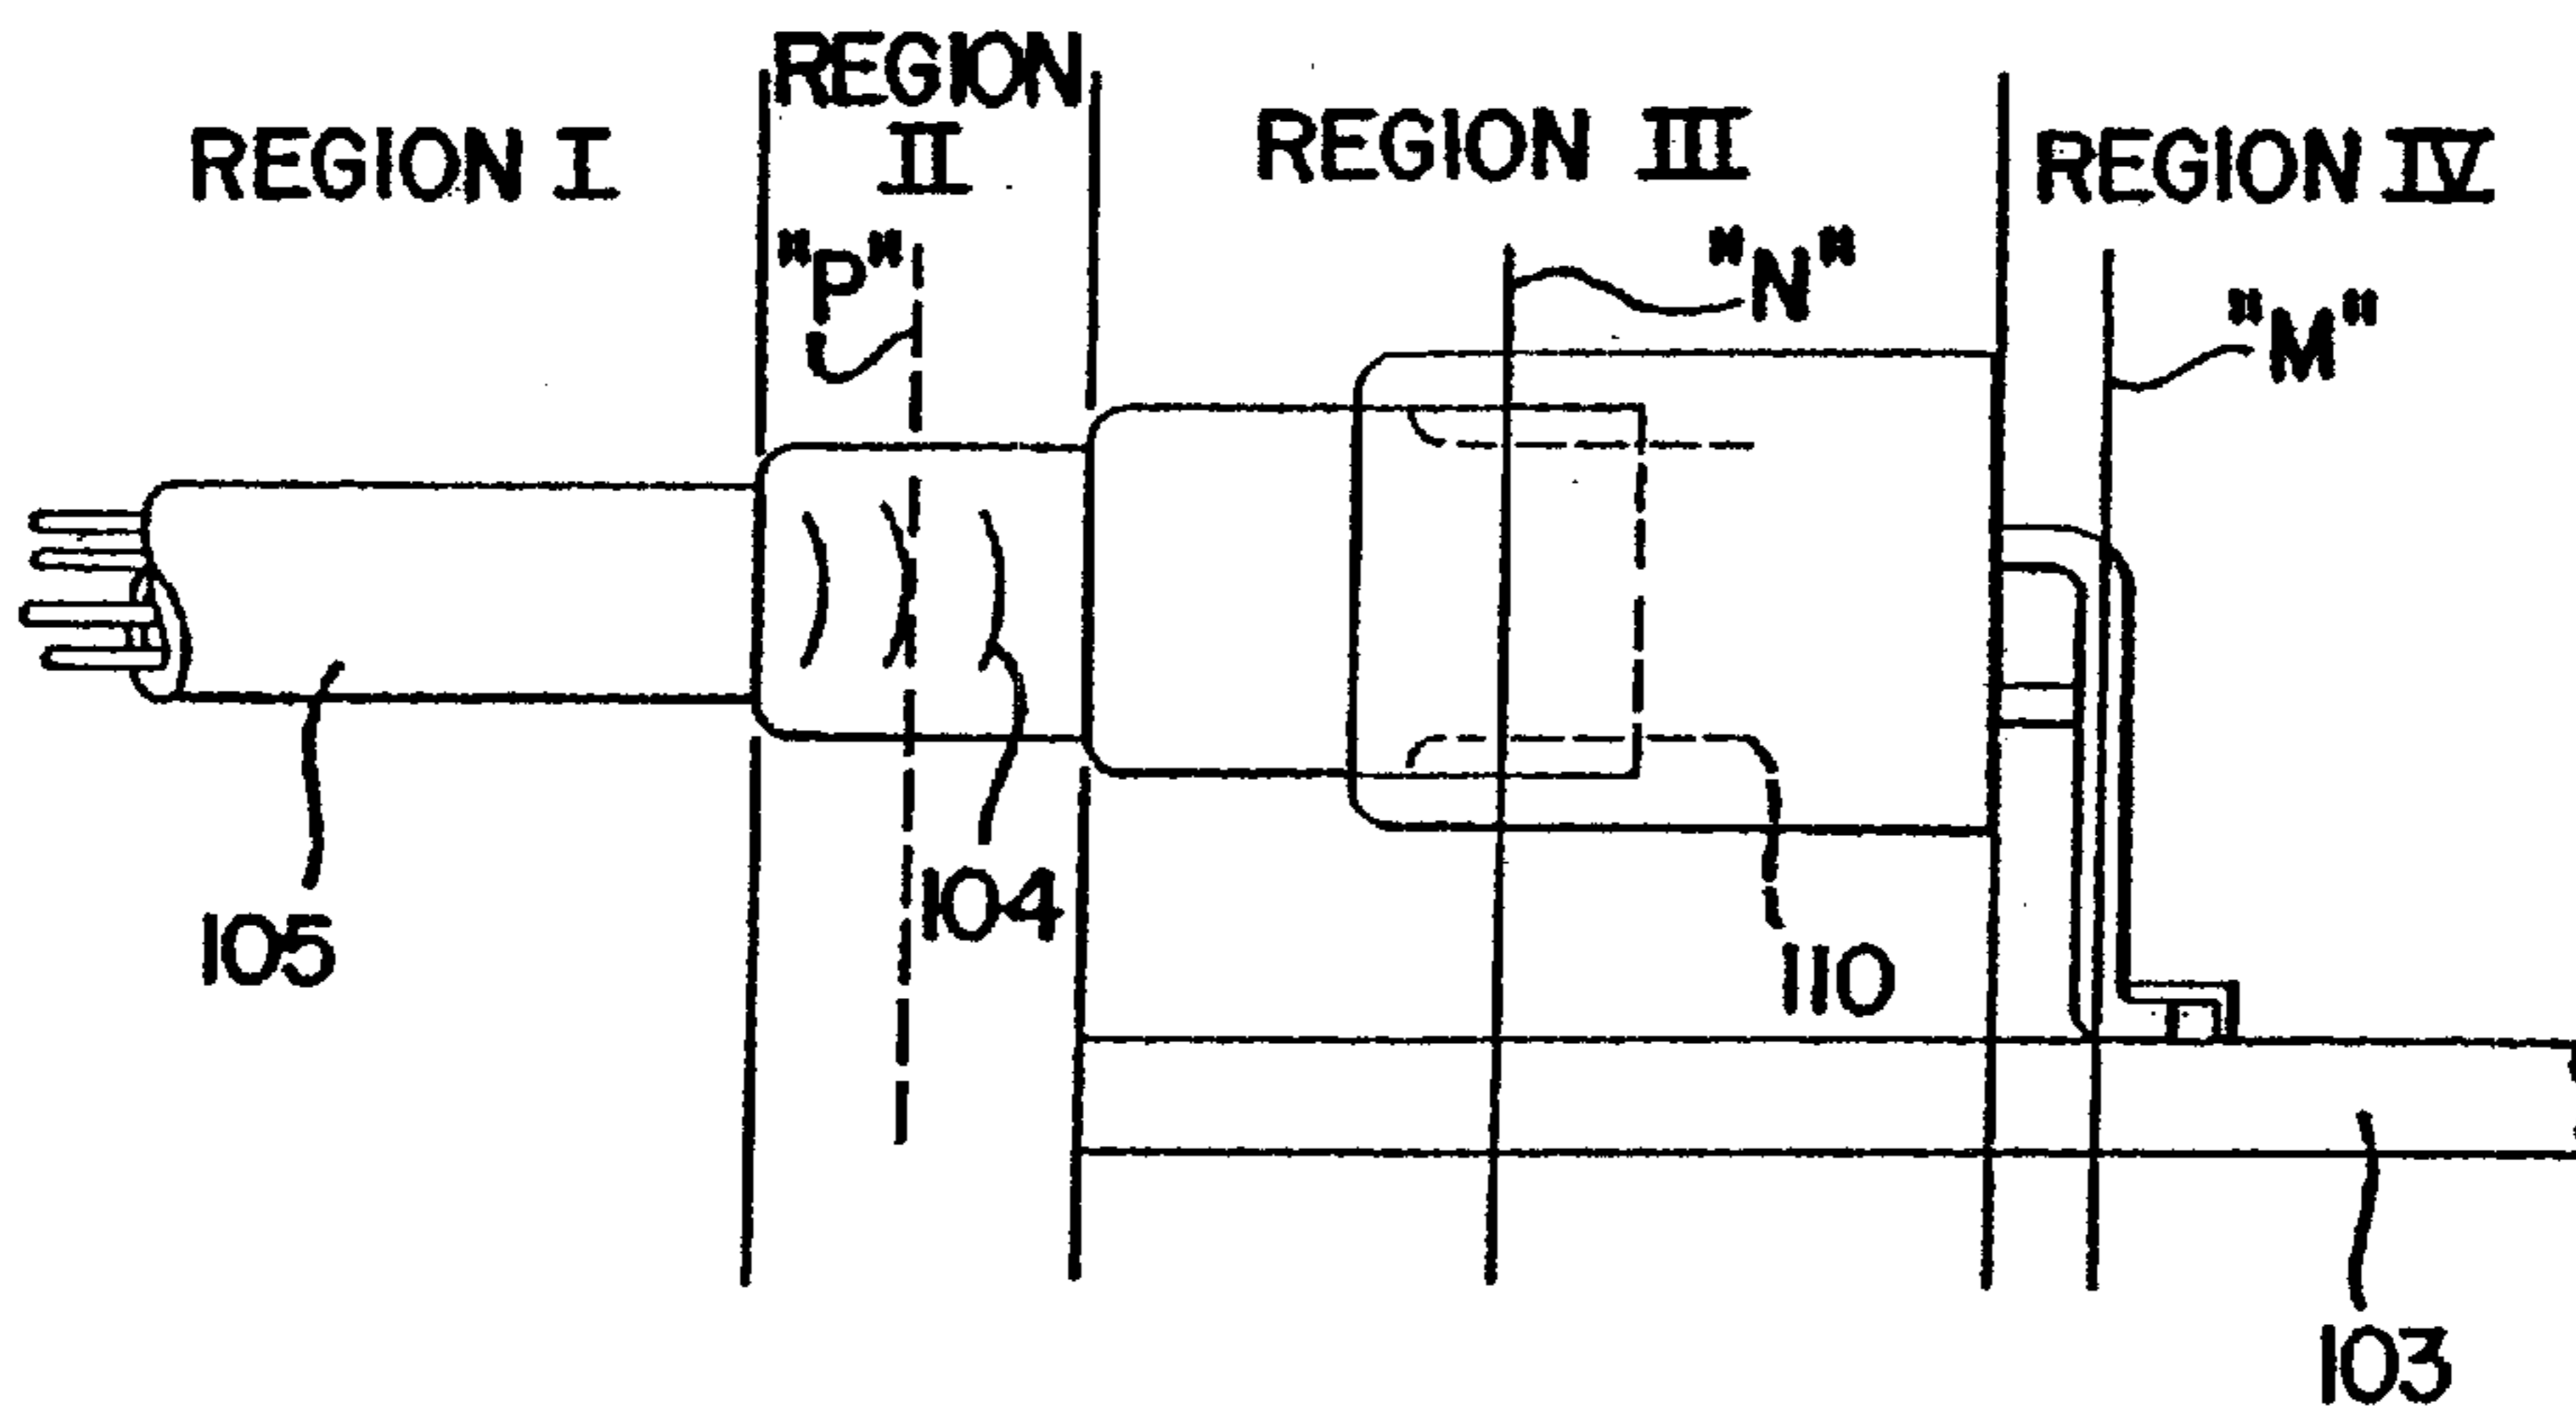 REGION I
REGION
II
REGION III
REGION IV
"P"
"N"
"M"
104
105
110
103